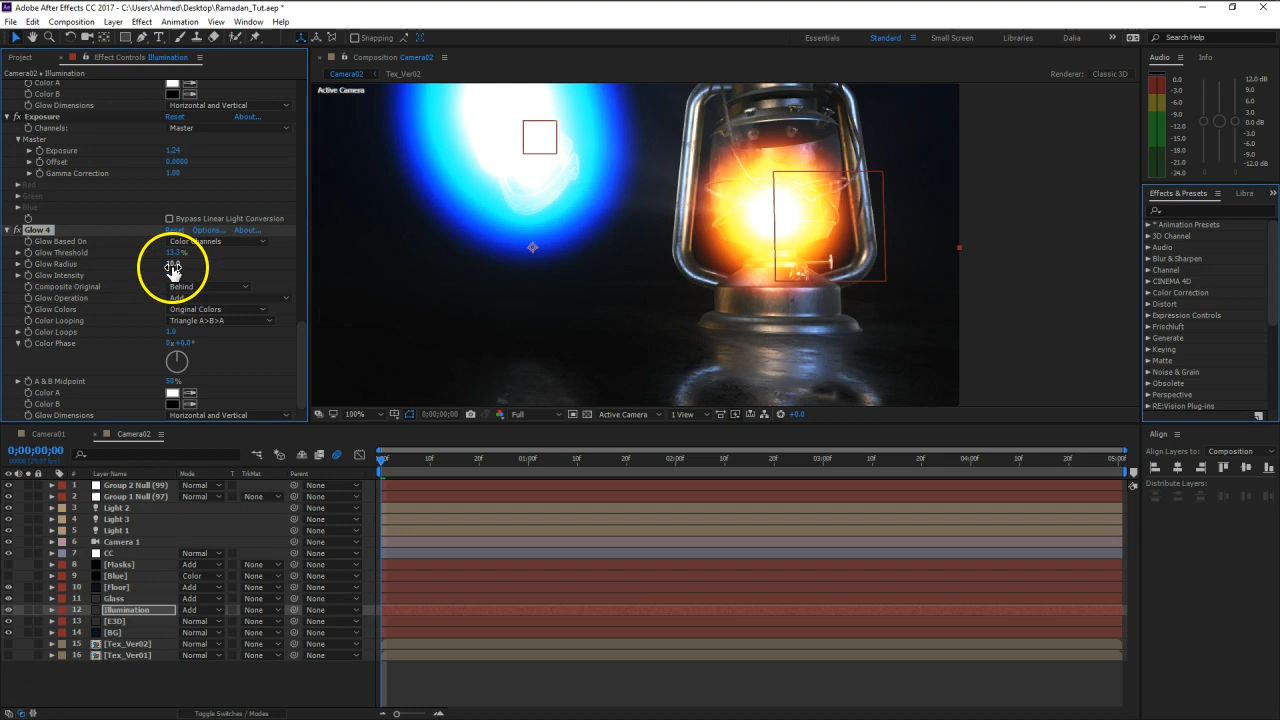 Adobe After Effects CC 2017 - C:\Users\Ahmed\Desktop\Ramadan_Tut.aep *
File Edit Composition Layer Effect Animation View Window Help
Snapping Essentials Standard Small Screen Libraries Dalia Search Help
Project Effect Controls Illumination Composition Camera02 Audio Info
Camera02 • Illumination
Camera02 Tex_Ver02 Renderer: Classic 3D
Active Camera
Color A
Color B
Glow Dimensions Horizontal and Vertical
Exposure Reset About...
Channels: Master
Master
Exposure 1.24
Offset 0.0000
Gamma Correction 1.00
Red
Green
Blue
Bypass Linear Light Conversion
Glow 4 Reset Options... About...
Glow Based On Color Channels
Glow Threshold 13.3%
Glow Radius
Glow Intensity
Composite Original Behind
Glow Operation Add
Glow Colors Original Colors
Color Looping Triangle A>B>A
Color Loops 1.0
Color Phase 0x+0.0°
A & B Midpoint 50%
Color A
Color B
Glow Dimensions Horizontal and Vertical
100% 0;00;00;00 Full Active Camera 1 View +0.0
0.0 12.0 dB
-3.0 9.0
-6.0 6.0
-9.0 3.0
-12.0 0.0 dB
-15.0 -3.0
-18.0 -6.0
-21.0 -9.0
-24.0 -12.0 dB
Effects & Presets Libra
* Animation Presets
3D Channel
Audio
Blur & Sharpen
Channel
CINEMA 4D
Color Correction
Distort
Expression Controls
Frischluft
Generate
Keying
Matte
Noise & Grain
Obsolete
Perspective
RE:Vision Plug-ins
Align
Align Layers to: Composition
Distribute Layers:
Camera01 Camera02
0;00;00;00
# Layer Name Mode T TrkMat Parent
10f 20f 01:00f 10f 20f 02:00f 10f 20f 03:00f 10f 20f 04:00f 10f 20f 05:00f
1 Group 2 Null (99) Normal None
2 Group 1 Null (97) Normal None None
3 Light 2 None
4 Light 3 None
5 Light 1 None
6 Camera 1 None
7 CC Normal None
8 [Masks] Add None None
9 [Blue] Color None None
10 [Floor] Add None None
11 Glass Add None None
12 Illumination Add None None
13 [E3D] Normal None None
14 [BG] Normal None None
15 [Tex_Ver02] Normal None None
16 [Tex_Ver01] Normal None None
Toggle Switches / Modes